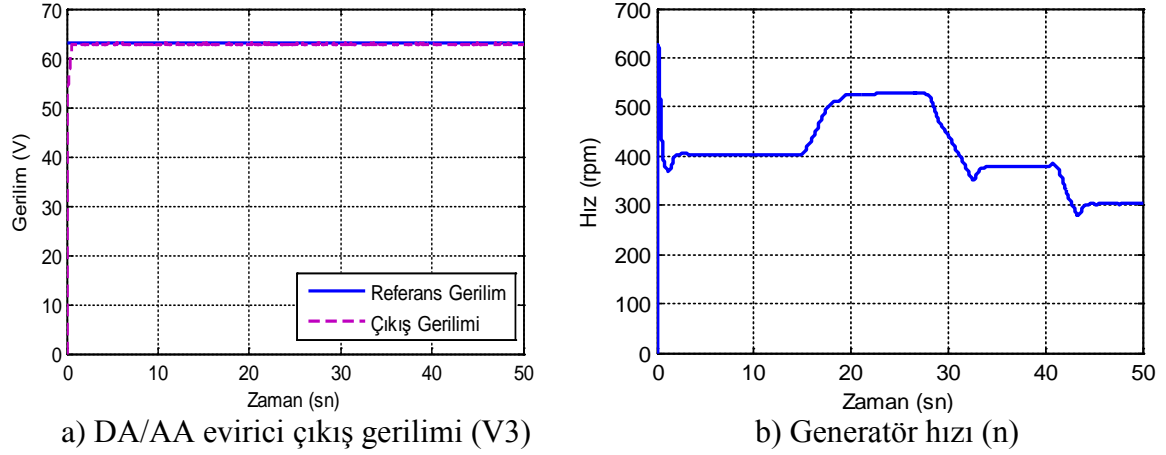 70
60
50
40
30
20
10
0
Gerilim (V)
Referans Gerilim
Çıkış Gerilimi
0 10 20 30 40 50
Zaman (sn)
a) DA/AA evirici çıkış gerilimi (V3)
700
600
500
400
300
200
100
0
Hız (rpm)
0 10 20 30 40 50
Zaman (sn)
b) Generatör hızı (n)